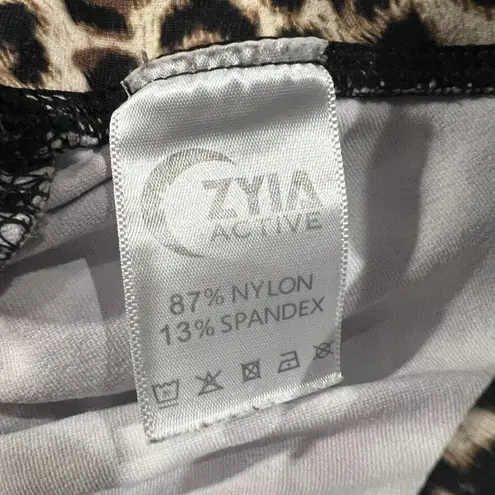 ZYIA
ACTIVE
87% NYLON
13% SPANDEX